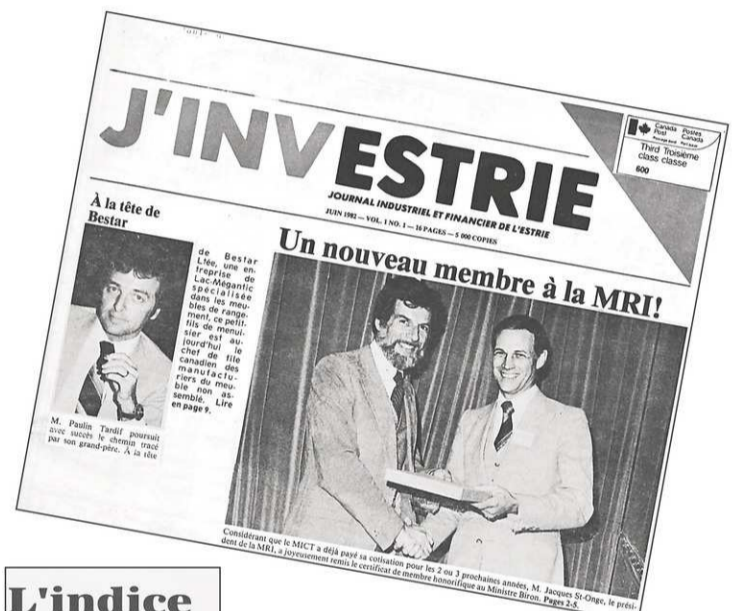 J'INVESTRIE
JOURNAL INDUSTRIEL ET FINANCIER DE L'ESTRIE
JUIN 1982 — VOL. 1 NO. 1 — 16 PAGES — 5 000 COPIES
Canada Postes
Post Canada
Third Troisième
class classe
600
À la tête de
Bestar
M. Paulin Tardif poursuit
avec succès le chemin tracé
par son grand-père. À la tête
de Bestar
Ltée, une en-
treprise de
Lac-Mégantic
spécialisée
dans les meu-
bles de range-
ment, ce petit-
fils de menui-
sier est au-
jourd'hui le
chef de file
canadien des
manufactu-
riers du meu-
ble non as-
semblé. Lire
en page 9.
Un nouveau membre à la MRI!
Considérant que le MICT a déjà payé sa cotisation pour les 2 ou 3 prochaines années, M. Jacques St-Onge, le prési-
dent de la MRI, a joyeusement remis le certificat de membre honorifique au Ministre Biron. Pages 2-5.
L'indice